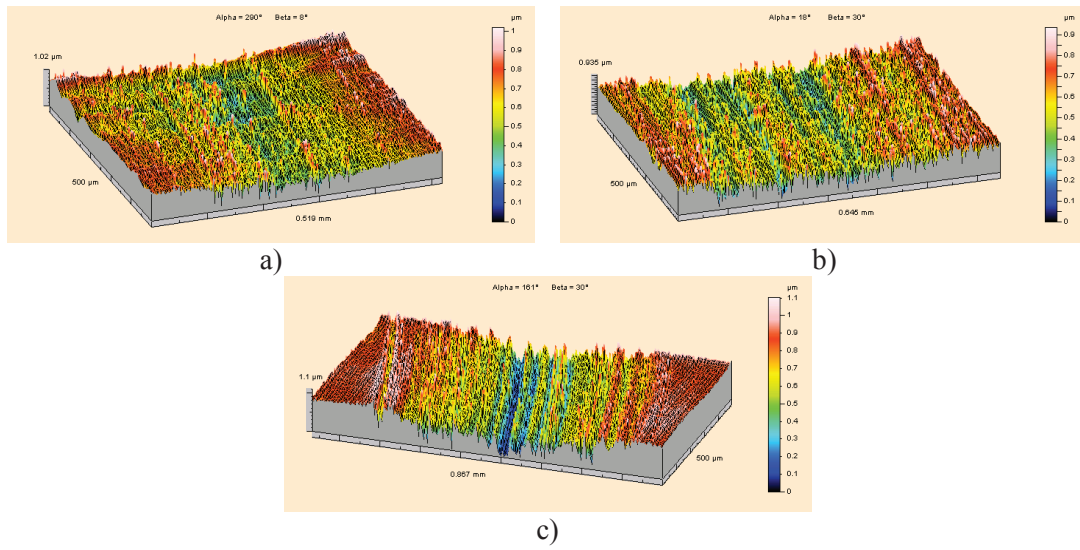 Alpha = 290° Beta = 8°
µm
1.02 µm
1
0.9
0.8
0.7
0.6
0.5
0.4
0.3
0.2
0.1
0
500 µm
0.519 mm
a)
Alpha = 18° Beta = 30°
µm
0.935 µm
0.9
0.8
0.7
0.6
0.5
0.4
0.3
0.2
0.1
0
500 µm
0.645 mm
b)
Alpha = 161° Beta = 30°
µm
1.1 µm
1.1
1
0.9
0.8
0.7
0.6
0.5
0.4
0.3
0.2
0.1
0
500 µm
0.867 mm
c)